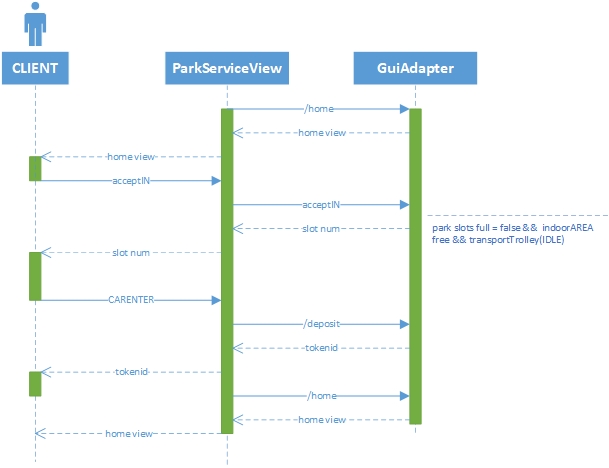 CLIENT
ParkServiceView
GuiAdapter
/home
home view
home view
acceptIN
acceptIN
slot num
park slots full = false && indoorAREA
free && transportTrolley(IDLE)
slot num
CARENTER
/deposit
tokenid
tokenid
/home
home view
home view